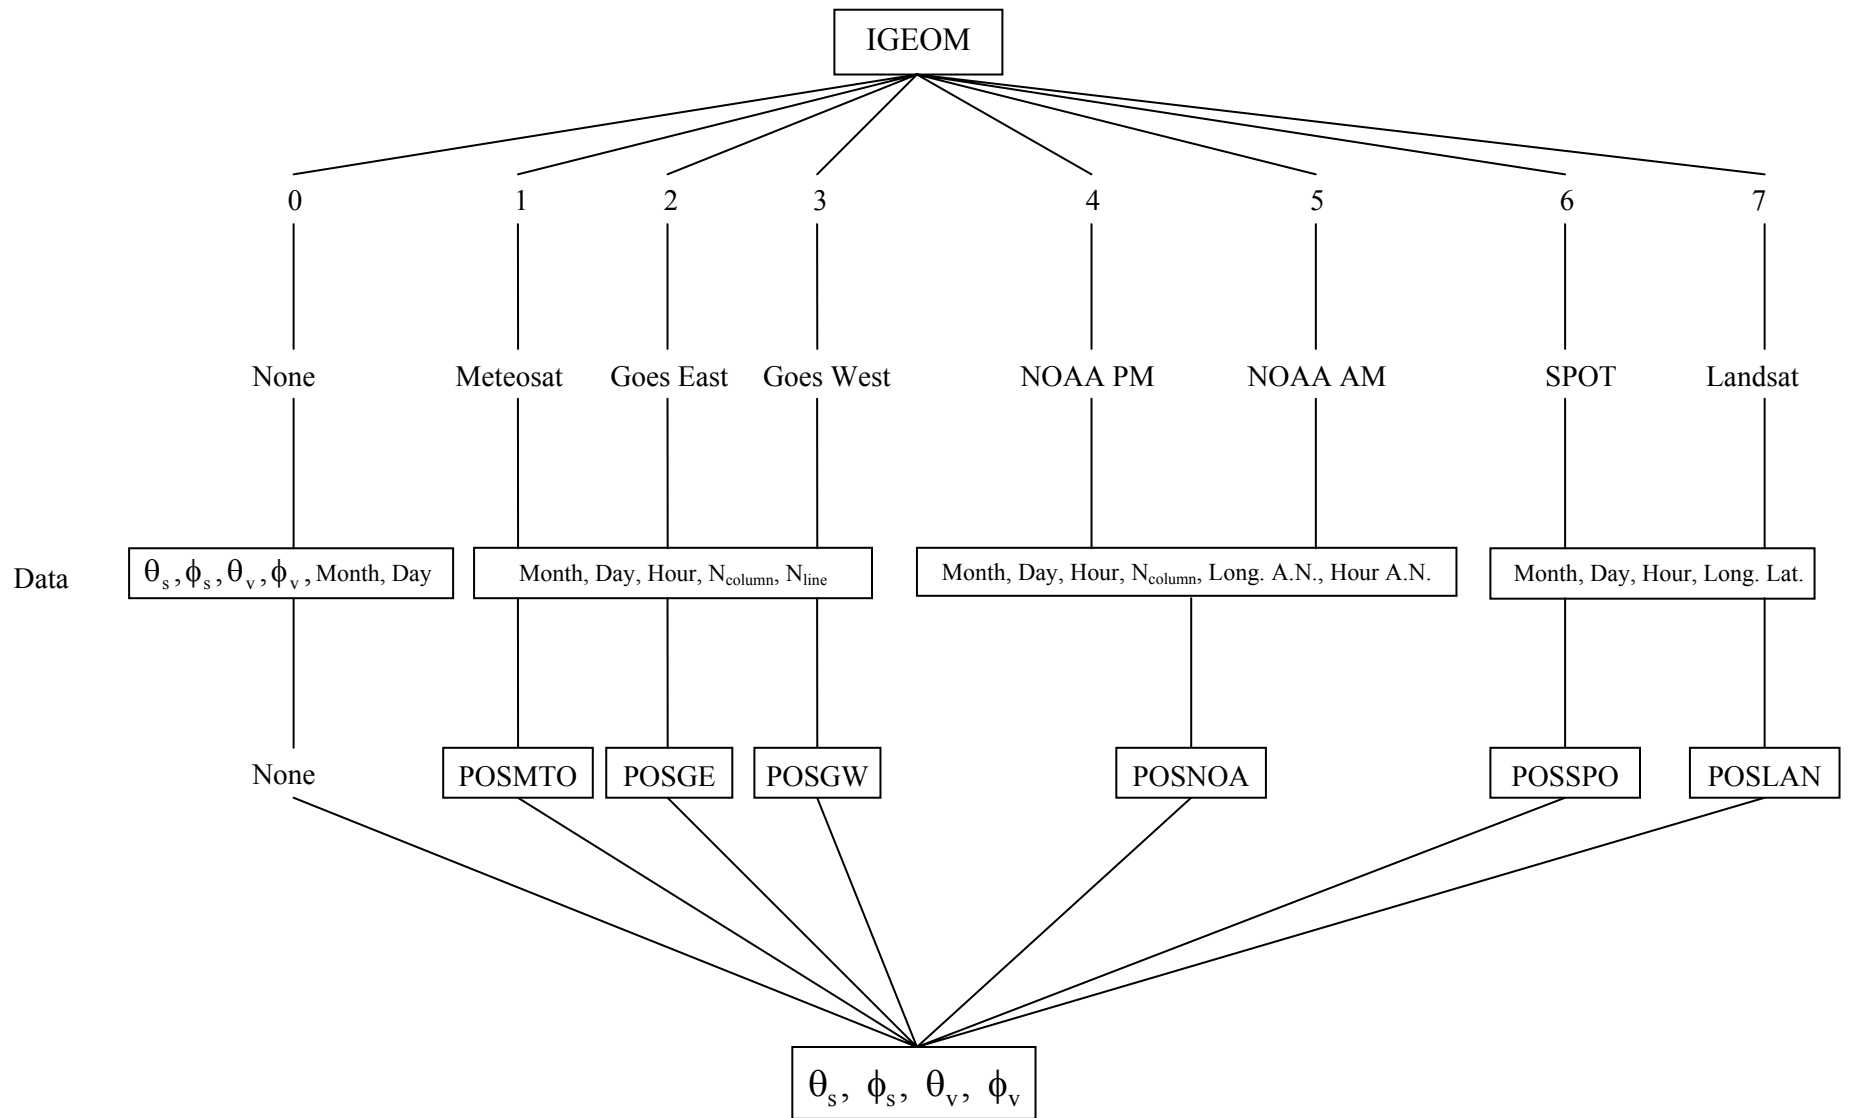 IGEOM
0 1 2 3 4 5 6 7
None Meteosat Goes East Goes West NOAA PM NOAA AM SPOT Landsat
Data θs, ϕs, θv, ϕv, Month, Day Month, Day, Hour, Ncolumn, Nline Month, Day, Hour, Ncolumn, Long. A.N., Hour A.N. Month, Day, Hour, Long. Lat.
None POSMTO POSGE POSGW POSNOA POSSPO POSLAN
θs, ϕs, θv, ϕv